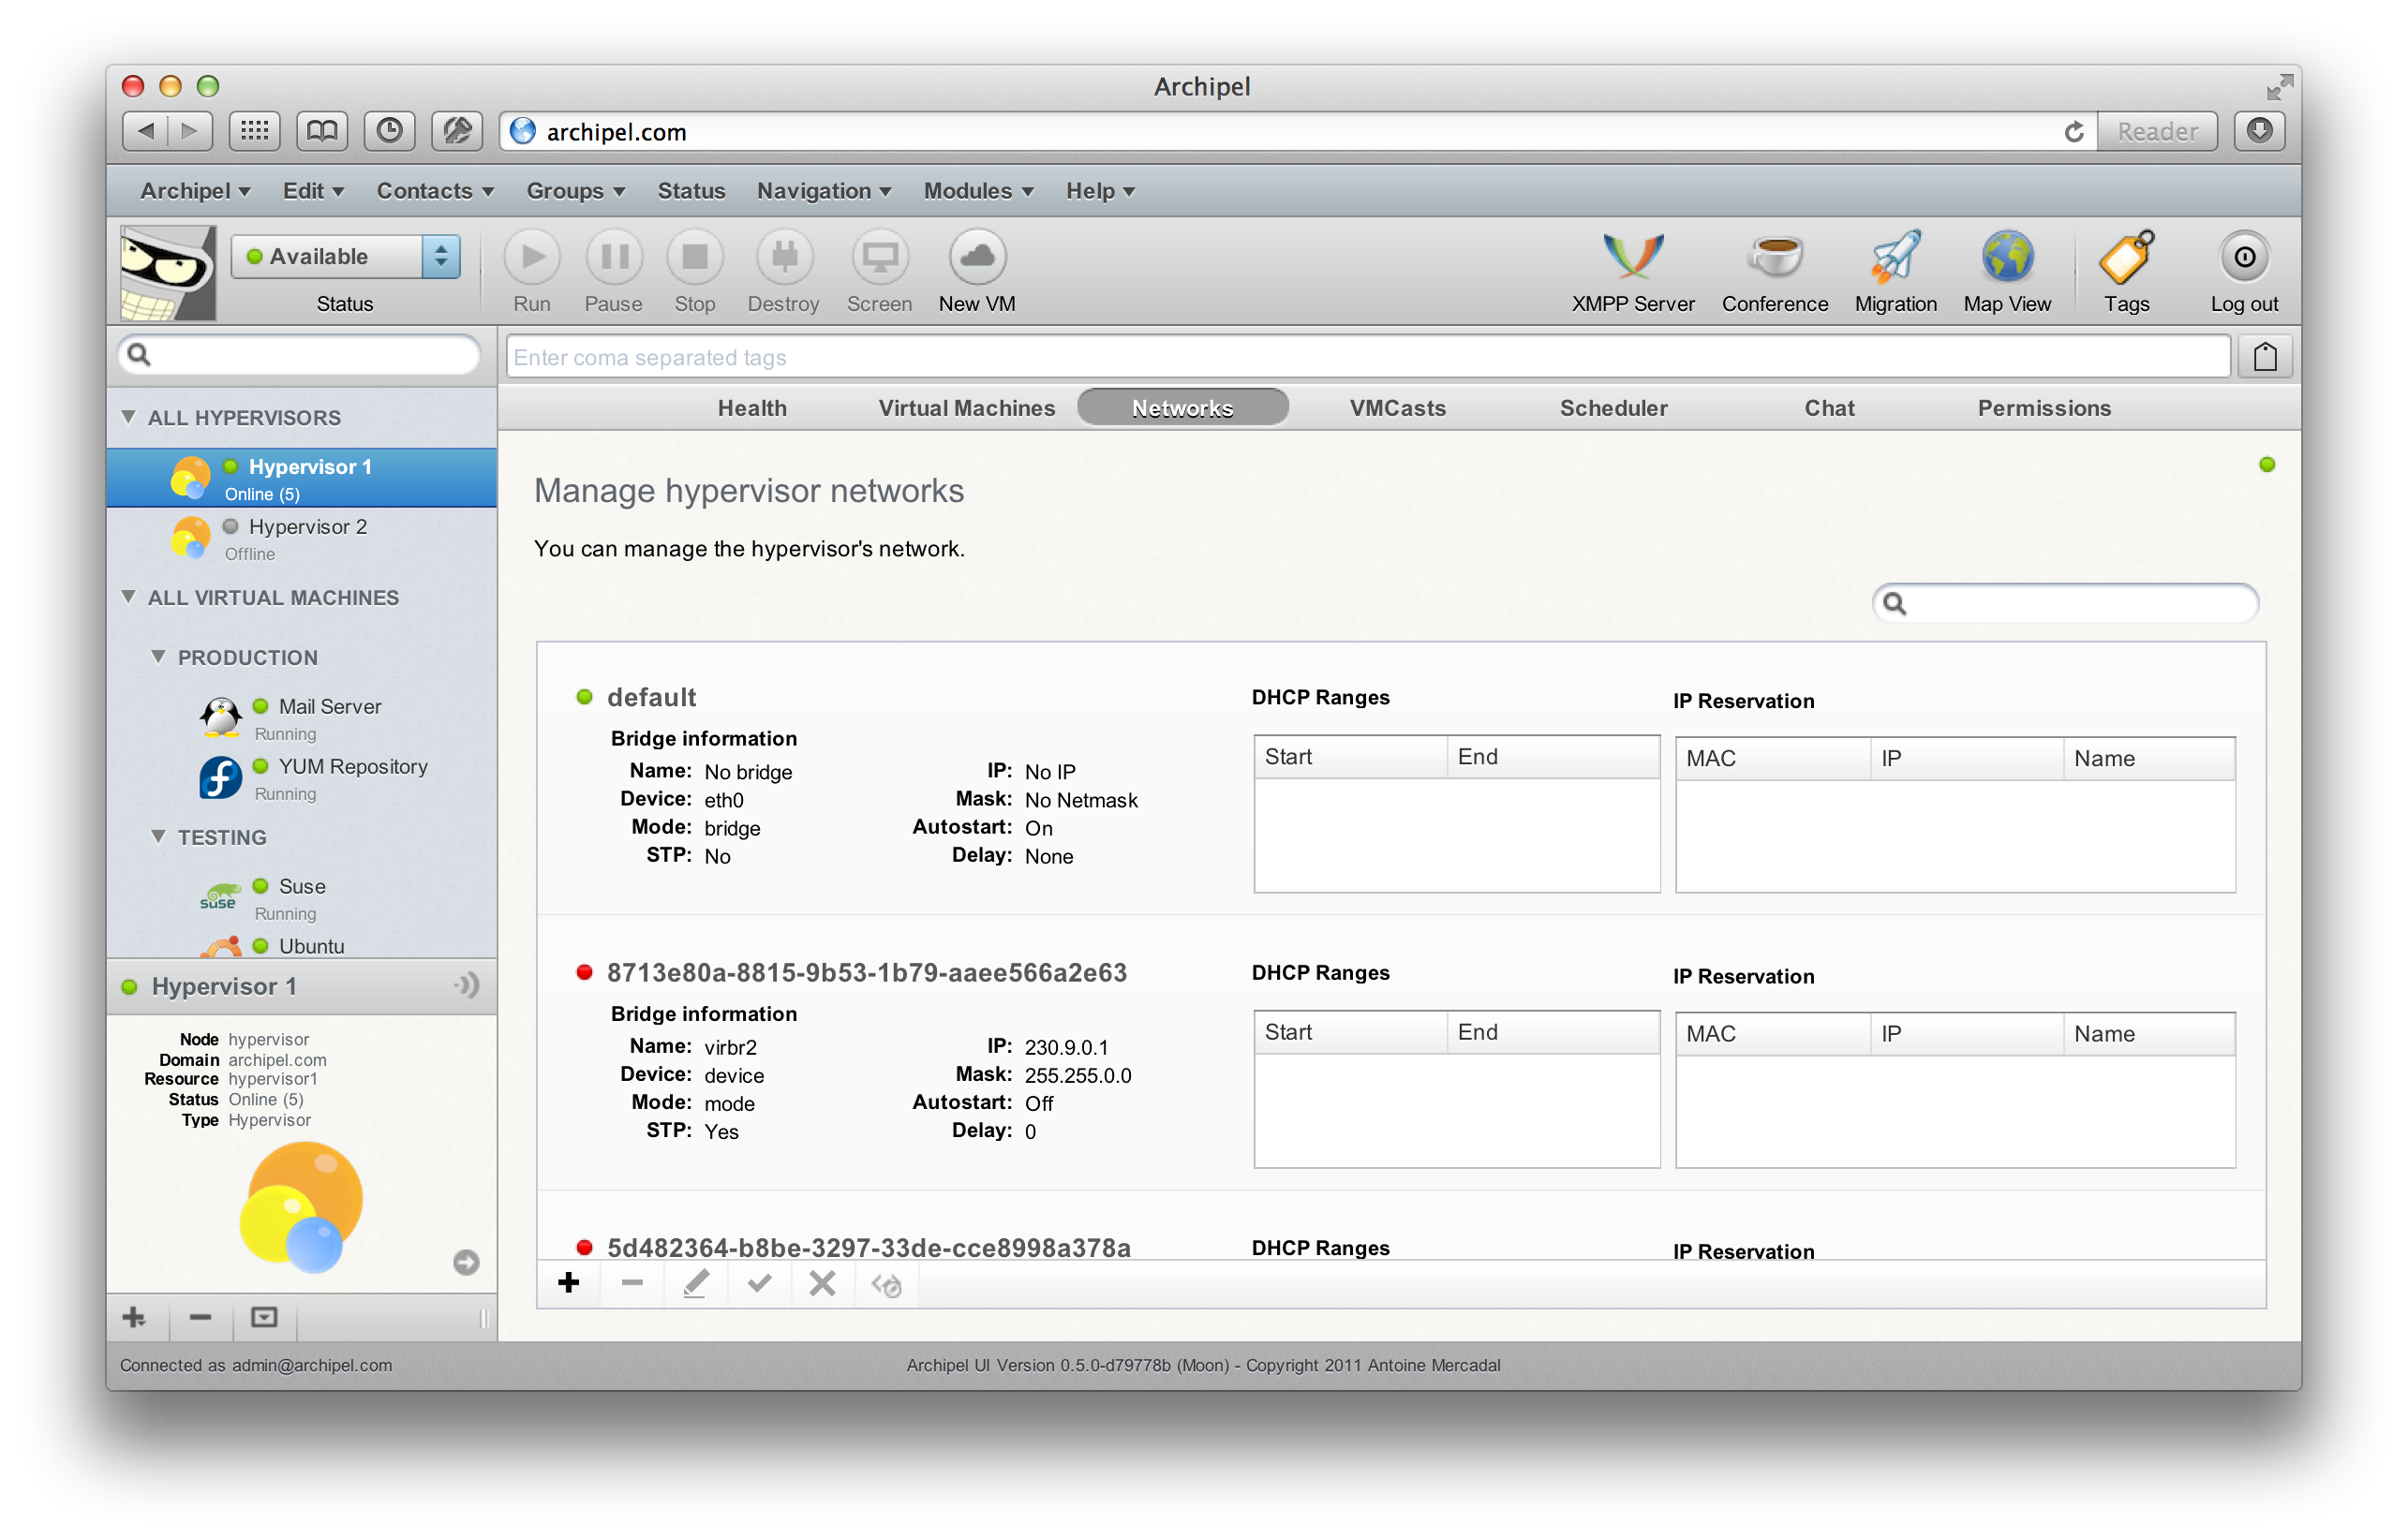 Archipel
archipel.com
Reader
Archipel Edit Contacts Groups Status Navigation Modules Help
Available
Status
Run Pause Stop Destroy Screen New VM
XMPP Server Conference Migration Map View Tags Log out
Enter coma separated tags
Health Virtual Machines Networks VMCasts Scheduler Chat Permissions
ALL HYPERVISORS
Hypervisor 1
Online (5)
Hypervisor 2
Offline
ALL VIRTUAL MACHINES
PRODUCTION
Mail Server
Running
YUM Repository
Running
TESTING
Suse
suse
Running
Ubuntu
Hypervisor 1
Node hypervisor
Domain archipel.com
Resource hypervisor1
Status Online (5)
Type Hypervisor
Manage hypervisor networks
You can manage the hypervisor's network.
default
Bridge information
Name: No bridge IP: No IP
Device: eth0 Mask: No Netmask
Mode: bridge Autostart: On
STP: No Delay: None
DHCP Ranges
Start End
IP Reservation
MAC IP Name
8713e80a-8815-9b53-1b79-aaee566a2e63
Bridge information
Name: virbr2 IP: 230.9.0.1
Device: device Mask: 255.255.0.0
Mode: mode Autostart: Off
STP: Yes Delay: 0
DHCP Ranges
Start End
IP Reservation
MAC IP Name
5d482364-b8be-3297-33de-cce8998a378a
DHCP Ranges
IP Reservation
Connected as admin@archipel.com
Archipel UI Version 0.5.0-d79778b (Moon) - Copyright 2011 Antoine Mercadal